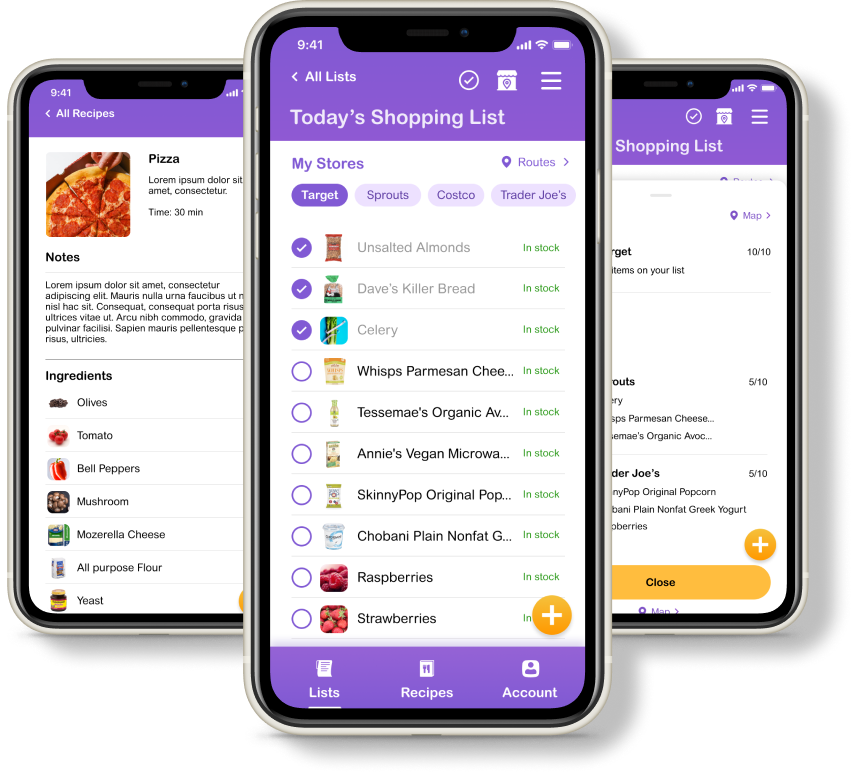 9:41
All Recipes
Pizza
Lorem ipsum dolor sit
amet, consectetur.
Time: 30 min
Notes
Lorem ipsum dolor sit amet, consectetur
adipiscing elit. Mauris nulla urna faucibus ut
nisl hac sit. Consequat, consequat porta risus
ultrices vitae ut. Arcu nibh commodo, gravida
pulvinar facilisi. Sapien mauris pellentesque
risus, ultricies.
Ingredients
Olives
Tomato
Bell Peppers
Mushroom
Mozerella Cheese
All purpose Flour
Yeast
9:41
All Lists
Today's Shopping List
My Stores
Routes
Target
Sprouts
Costco
Trader Joe's
Unsalted Almonds In stock
Dave's Killer Bread In stock
Celery In stock
Whisps Parmesan Chee... In stock
Tessemae's Organic Av... In stock
Annie's Vegan Microwa... In stock
SkinnyPop Original Pop... In stock
Chobani Plain Nonfat G... In stock
Raspberries In stock
Strawberries In
Lists
Recipes
Account
Shopping List
Map
rget 10/10
items on your list
outs 5/10
ery
sps Parmesan Cheese...
semae's Organic Avoc...
der Joe's 5/10
nyPop Original Popcorn
bani Plain Nonfat Greek Yogurt
pberries
Close
Map